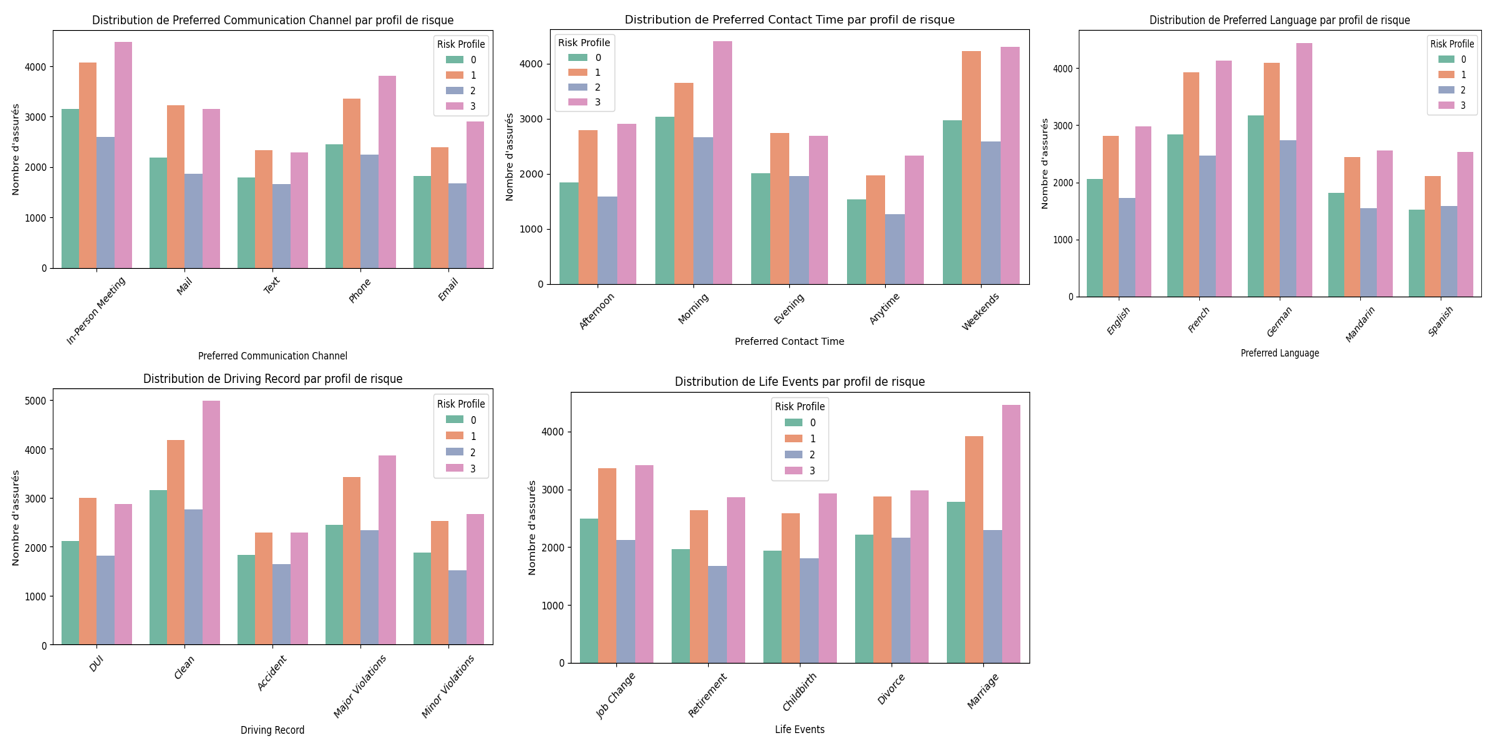 Distribution de Preferred Communication Channel par profil de risque
Nombre d'assurés
4000
3000
2000
1000
0
Risk Profile
0
1
2
3
In-Person Meeting
Mail
Text
Phone
Email
Preferred Communication Channel
Distribution de Preferred Contact Time par profil de risque
Nombre d'assurés
4000
3000
2000
1000
0
Risk Profile
0
1
2
3
Afternoon
Morning
Evening
Anytime
Weekends
Preferred Contact Time
Distribution de Preferred Language par profil de risque
Nombre d'assurés
4000
3000
2000
1000
0
Risk Profile
0
1
2
3
English
French
German
Mandarin
Spanish
Preferred Language
Distribution de Driving Record par profil de risque
Nombre d'assurés
5000
4000
3000
2000
1000
0
Risk Profile
0
1
2
3
DUI
Clean
Accident
Major Violations
Minor Violations
Driving Record
Distribution de Life Events par profil de risque
Nombre d'assurés
4000
3000
2000
1000
0
Risk Profile
0
1
2
3
Job Change
Retirement
Childbirth
Divorce
Marriage
Life Events